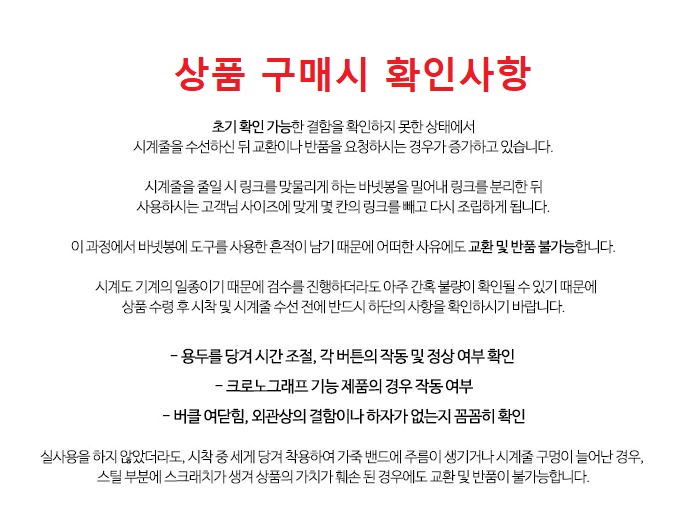 상품 구매시 확인사항
초기 확인 가능한 결함을 확인하지 못한 상태에서
시계줄을 수선하신 뒤 교환이나 반품을 요청하시는 경우가 증가하고 있습니다.
시계줄을 줄일 시 링크를 맞물리게 하는 바넷봉을 밀어내 링크를 분리한 뒤
사용하시는 고객님 사이즈에 맞게 몇 칸의 링크를 빼고 다시 조립하게 됩니다.
이 과정에서 바넷봉에 도구를 사용한 흔적이 남기 때문에 어떠한 사유에도 교환 및 반품 불가능합니다.
시계도 기계의 일종이기 때문에 검수를 진행하더라도 아주 간혹 불량이 확인될 수 있기 때문에
상품 수령 후 시착 및 시계줄 수선 전에 반드시 하단의 사항을 확인하시기 바랍니다.
- 용두를 당겨 시간 조절, 각 버튼의 작동 및 정상 여부 확인
- 크로노그래프 기능 제품의 경우 작동 여부
- 버클 여닫힘, 외관상의 결함이나 하자가 없는지 꼼꼼히 확인
실사용을 하지 않았더라도, 시착 중 세게 당겨 착용하여 가죽 밴드에 주름이 생기거나 시계줄 구멍이 늘어난 경우,
스틸 부분에 스크래치가 생겨 상품의 가치가 훼손 된 경우에도 교환 및 반품이 불가능합니다.